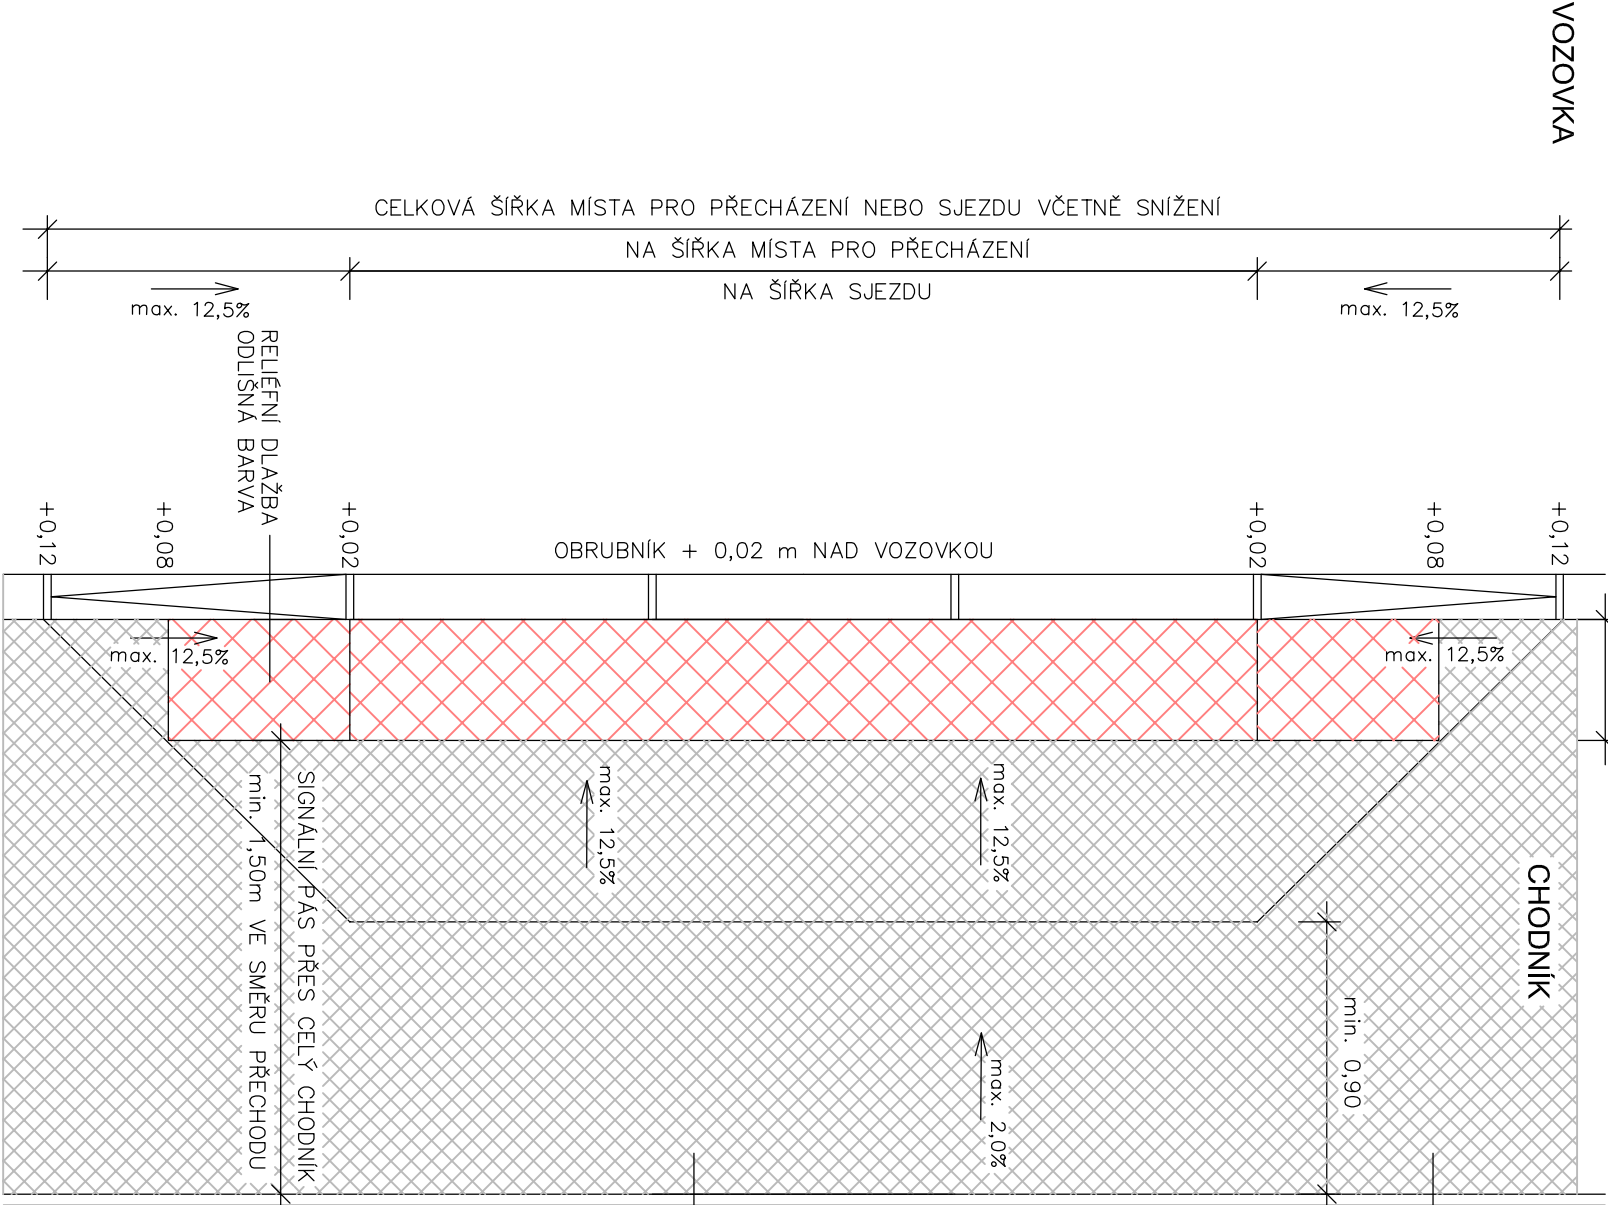 VOZOVKA
CELKOVÁ ŠÍŘKA MÍSTA PRO PŘECHÁZENÍ NEBO SJEZDU VČETNĚ SNÍŽENÍ
NA ŠÍŘKA MÍSTA PRO PŘECHÁZENÍ
NA ŠÍŘKA SJEZDU
max. 12,5%
max. 12,5%
RELIÉFNÍ DLAŽBA
ODLIŠNÁ BARVA
+0,12
+0,08
+0,02
OBRUBNÍK + 0,02 m NAD VOZOVKOU
+0,02
+0,08
+0,12
max. 12,5%
max. 12,5%
max. 12,5%
max. 12,5%
CHODNÍK
SIGNÁLNÍ PÁS PŘES CELÝ CHODNÍK
min. 1,50m VE SMĚRU PŘECHODU
min. 0,90
max. 2,0%